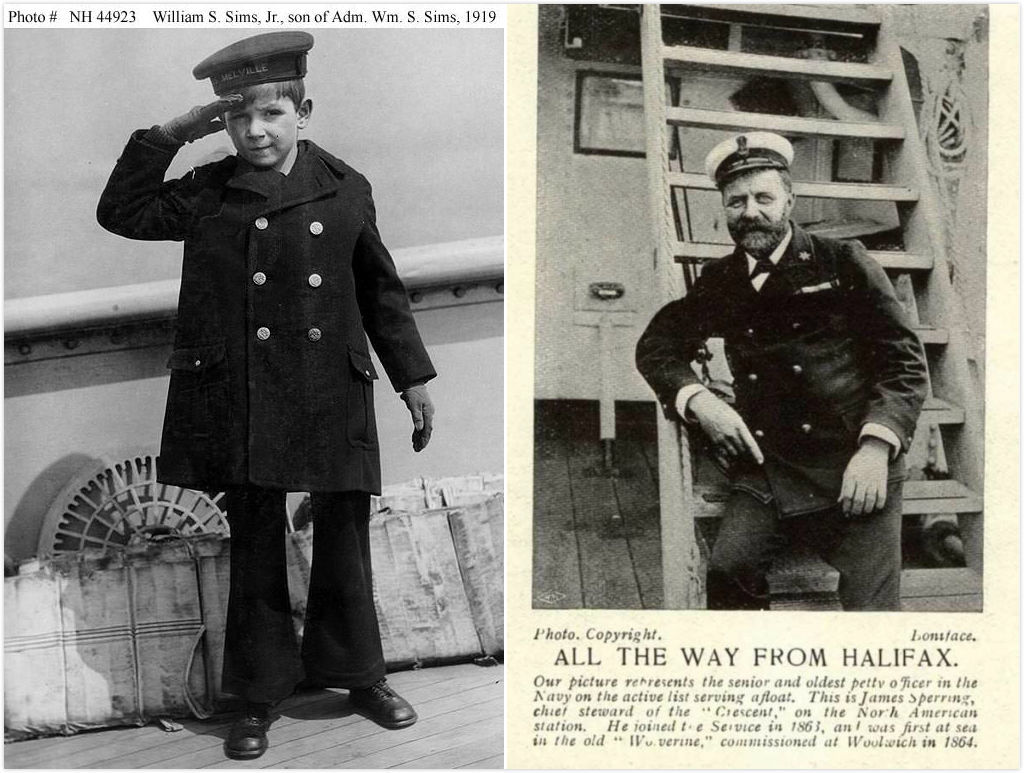 Photo # NH 44923 William S. Sims, Jr., son of Adm. Wm. S. Sims, 1919
MELVILLE
Photo. Copyright. Boniface.
ALL THE WAY FROM HALIFAX.
Our picture represents the senior and oldest petty officer in the
Navy on the active list serving afloat. This is James Sperring,
chief steward of the "Crescent," on the North American
station. He joined the Service in 1863, and was first at sea
in the old "Wolverine," commissioned at Woolwich in 1864.